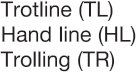 Trotline (TL)
Hand line (HL)
Trolling (TR)